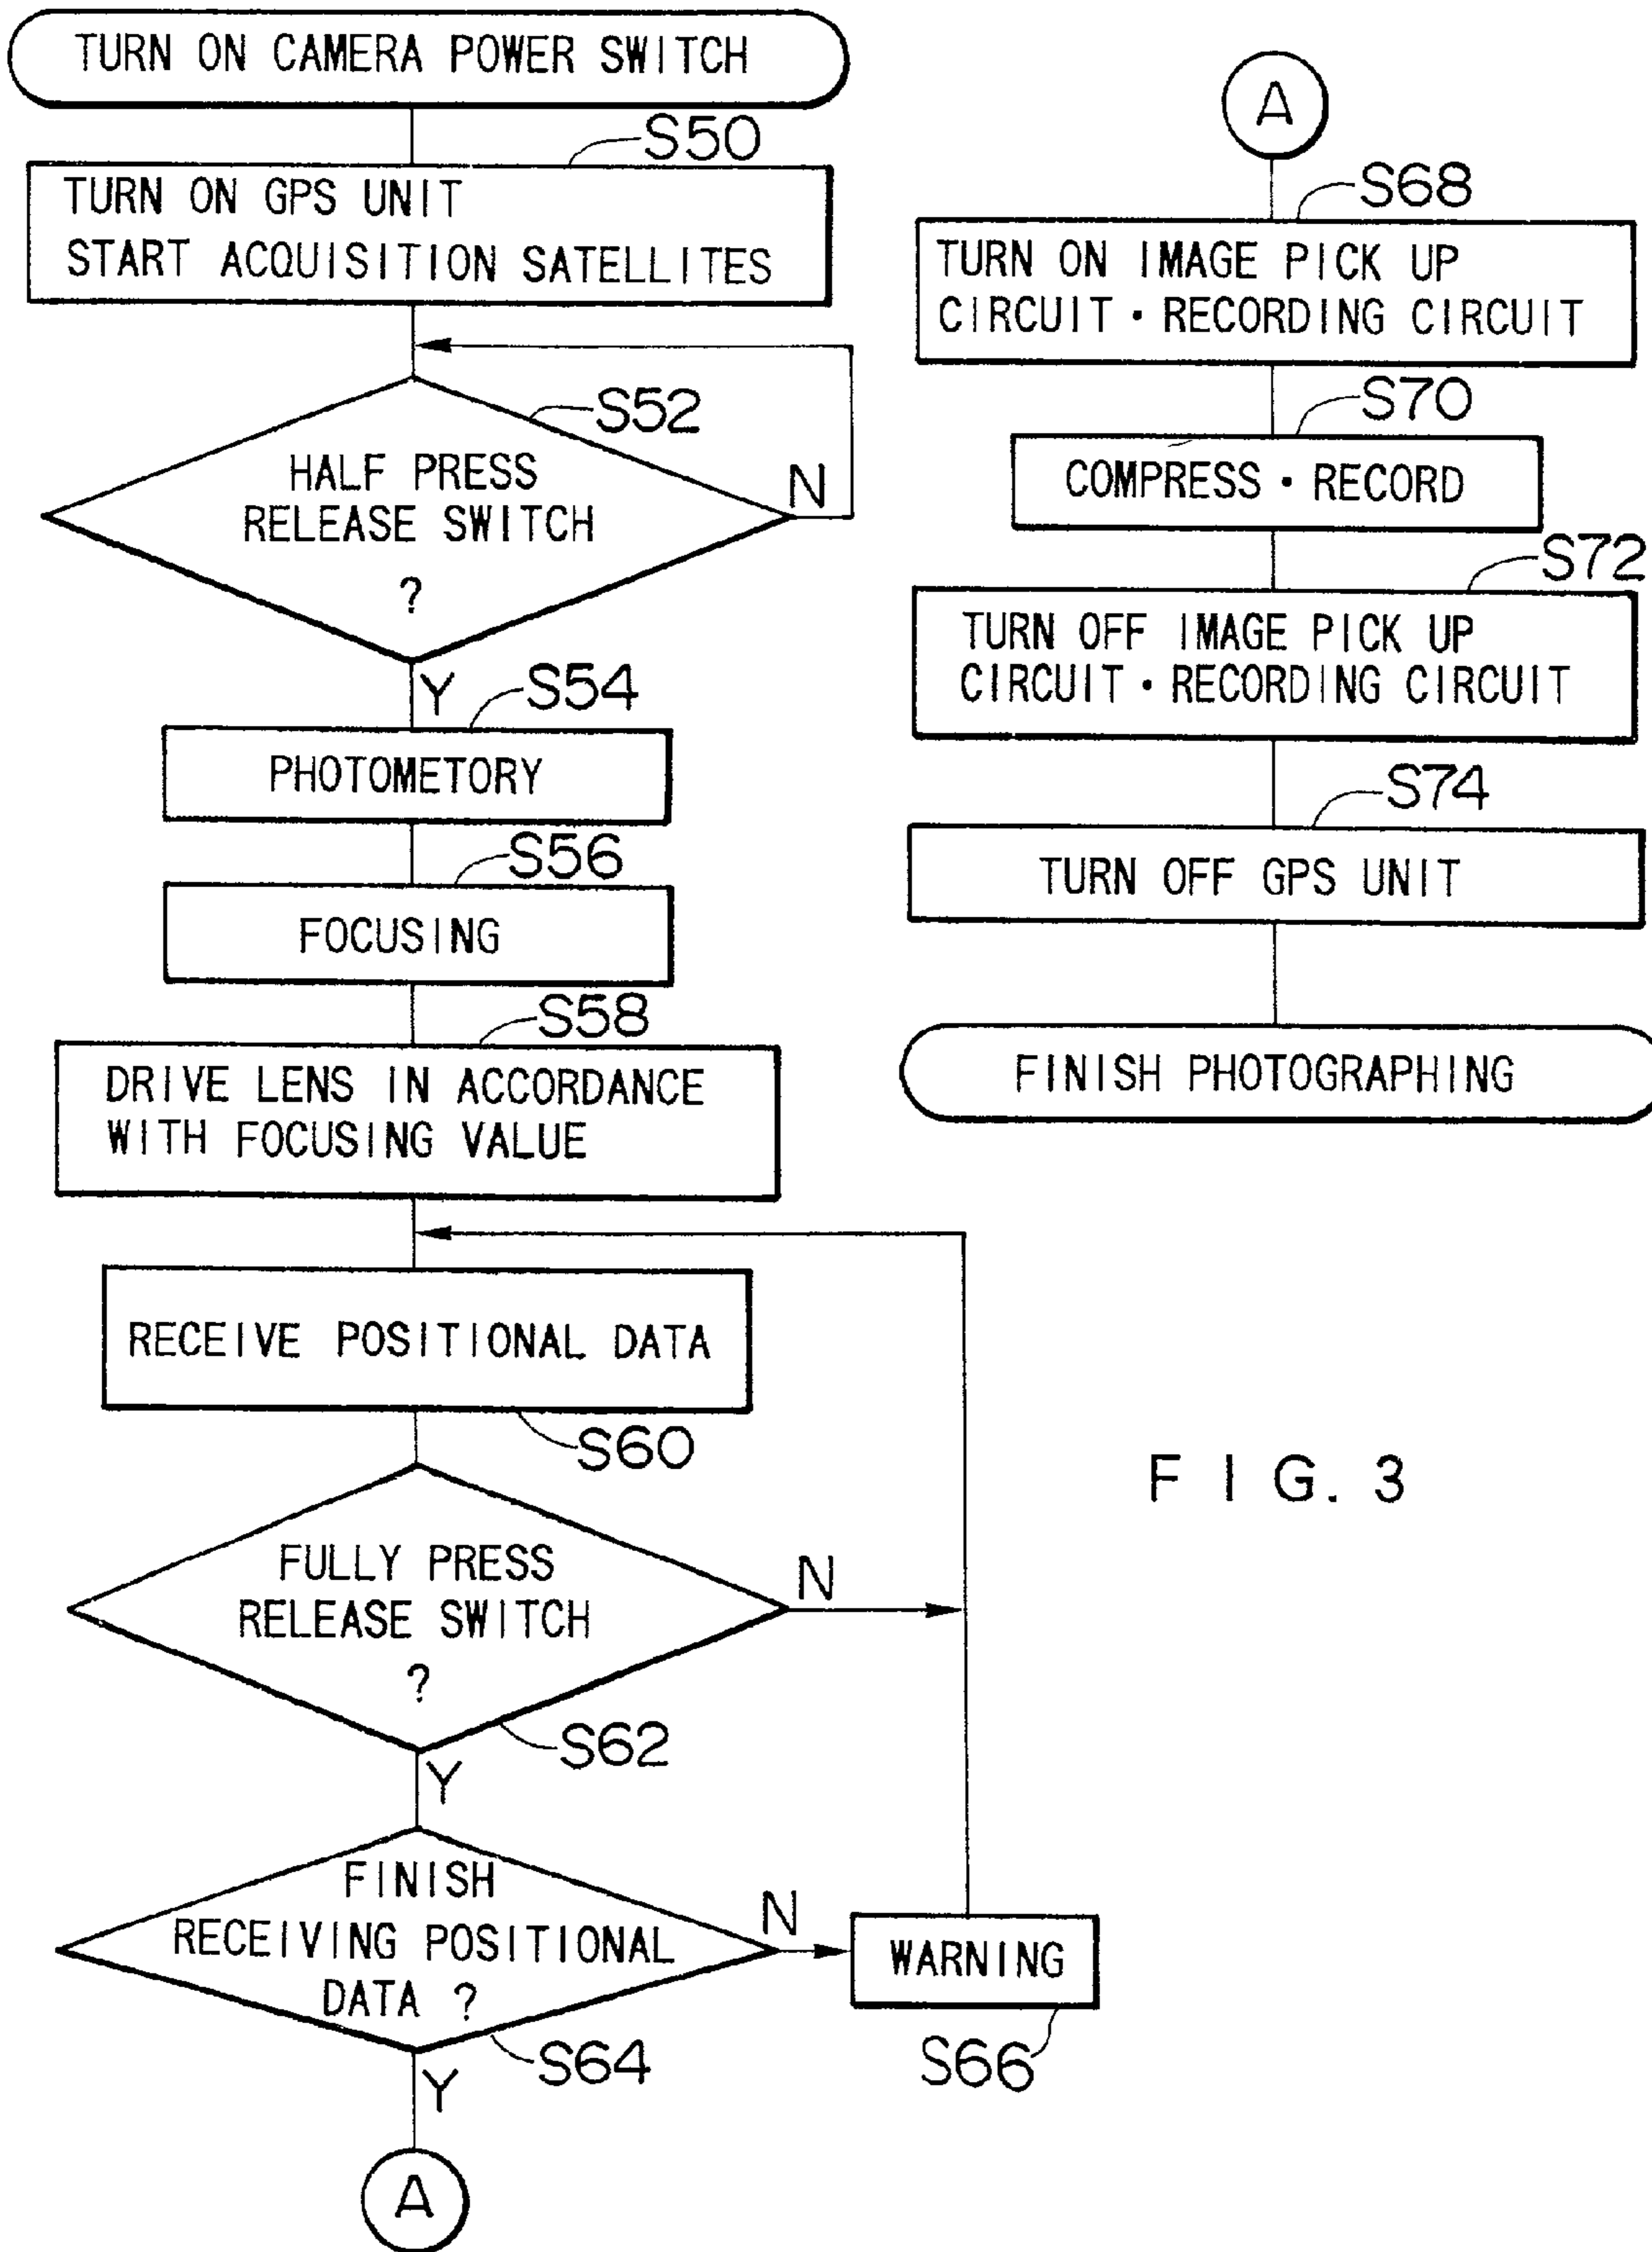 TURN ON CAMERA POWER SWITCH
S50
TURN ON GPS UNIT
START ACQUISITION SATELLITES
S52
HALF PRESS
RELEASE SWITCH
?
N
Y
S54
PHOTOMETORY
S56
FOCUSING
S58
DRIVE LENS IN ACCORDANCE
WITH FOCUSING VALUE
RECEIVE POSITIONAL DATA
S60
FULLY PRESS
RELEASE SWITCH
?
N
S62
Y
FINISH
RECEIVING POSITIONAL
DATA ?
N
WARNING
S66
S64
Y
A
A
S68
TURN ON IMAGE PICK UP
CIRCUIT・RECORDING CIRCUIT
S70
COMPRESS・RECORD
S72
TURN OFF IMAGE PICK UP
CIRCUIT・RECORDING CIRCUIT
S74
TURN OFF GPS UNIT
FINISH PHOTOGRAPHING
FIG. 3